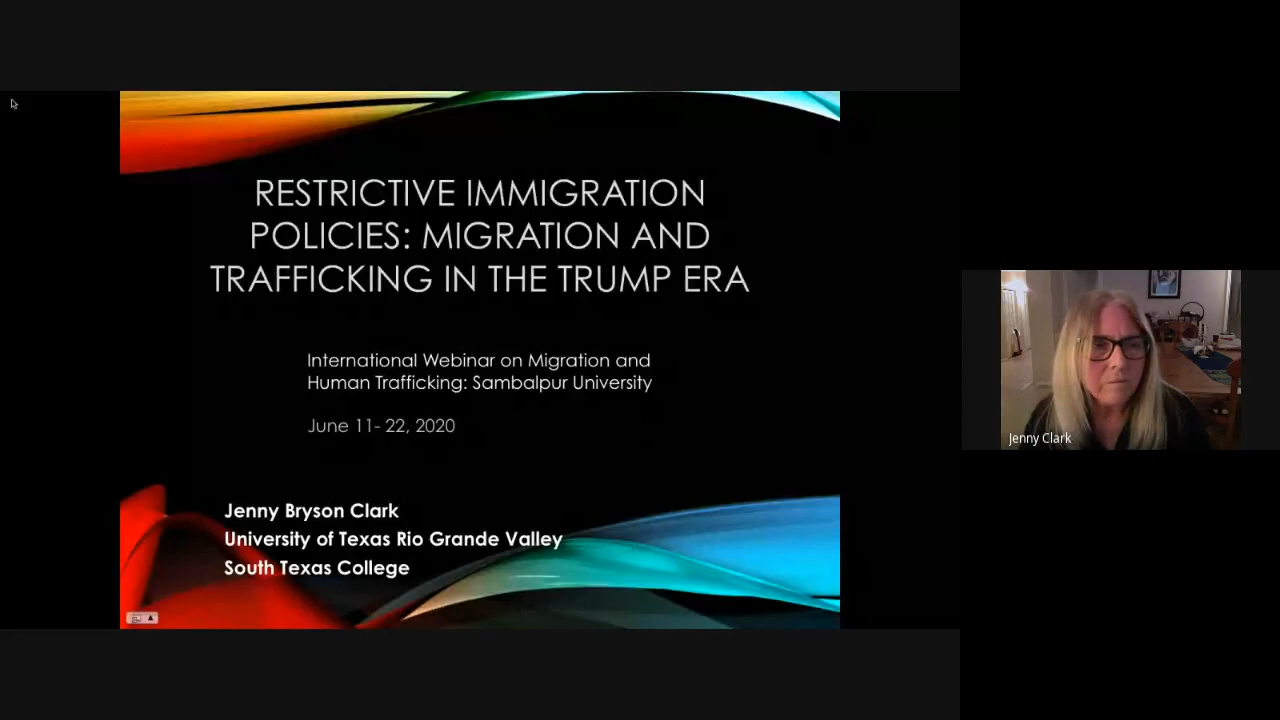 RESTRICTIVE IMMIGRATION
POLICIES: MIGRATION AND
TRAFFICKING IN THE TRUMP ERA
International Webinar on Migration and
Human Trafficking: Sambalpur University
June 11- 22, 2020
Jenny Bryson Clark
University of Texas Rio Grande Valley
South Texas College
Jenny Clark